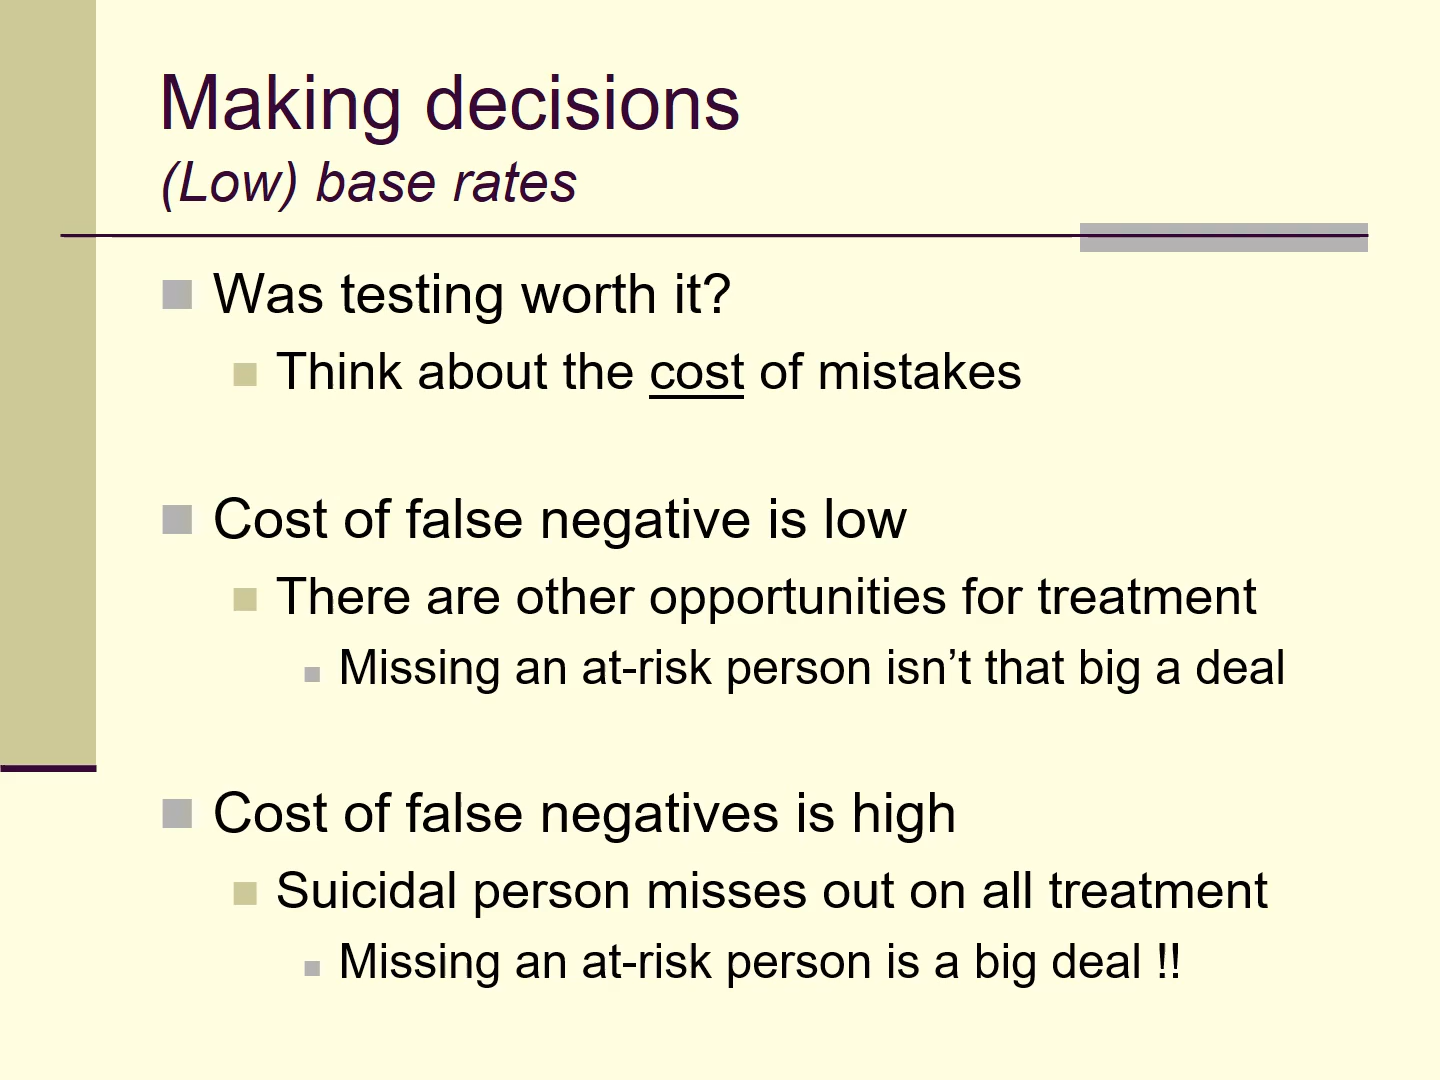 Making decisions
(Low) base rates
Was testing worth it?
Think about the cost of mistakes
Cost of false negative is low
There are other opportunities for treatment
Missing an at-risk person isn’t that big a deal
Cost of false negatives is high
Suicidal person misses out on all treatment
Missing an at-risk person is a big deal !!